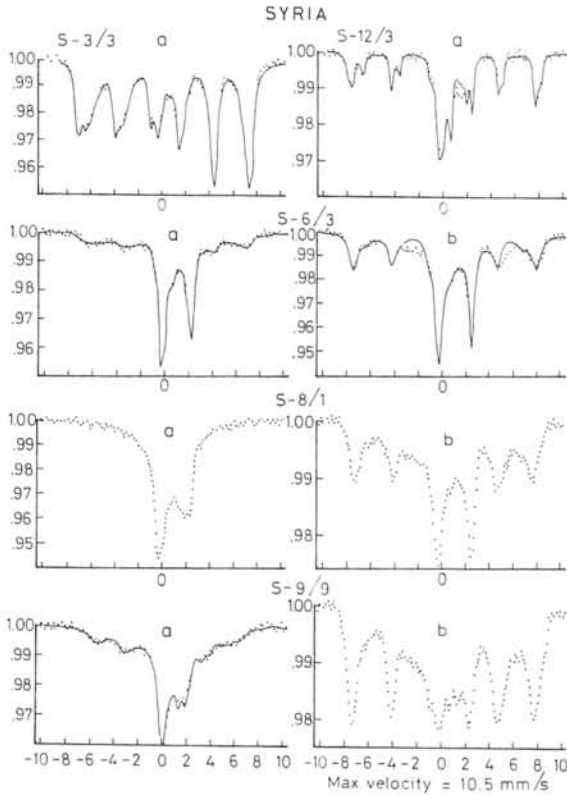 SYRIA
S-3/3 a S-12/3 a
1.00 1.00
.99 .99
.98 .98
.97 .97
.96
.95
0 0
S-6/3
a b
1.00 1.00
.99 .99
.98 .98
.97 .97
.96 .96
.95
0 0
S-8/1
a b
1.00 1.00
.99
.98 .99
.97
.96 .98
.95
0 0
S-9/9
a b
1.00 1.00
.99
.98 .99
.97 .98
-10 -8 -6 -4 -2 0 2 4 6 8 10 -10 -8 -6 -4 -2 0 2 4 6 8 10
Max velocity = 10.5 mm/s